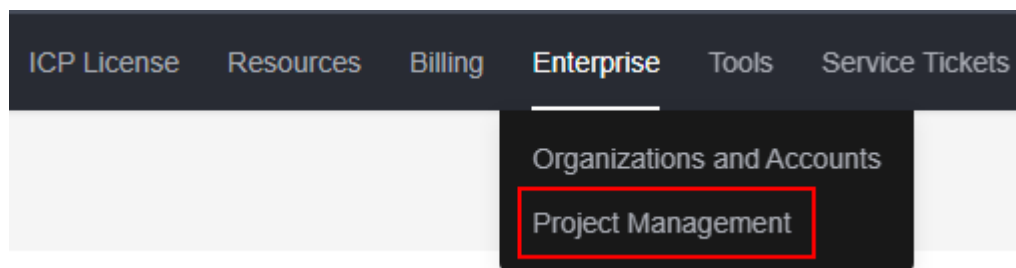 ICP License Resources Billing Enterprise Tools Service Tickets
Organizations and Accounts
Project Management